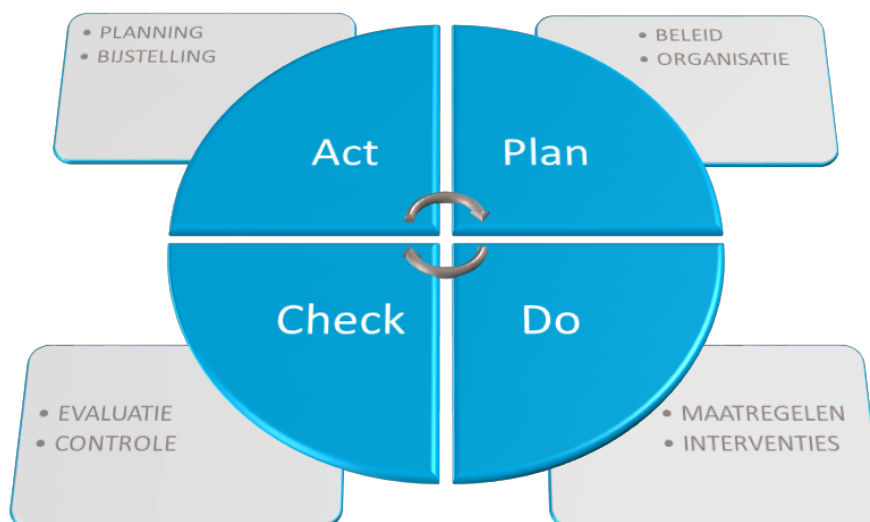 • PLANNING
• BIJSTELLING
• BELEID
• ORGANISATIE
Act
Plan
Check
Do
• EVALUATIE
• CONTROLE
• MAATREGELEN
• INTERVENTIES